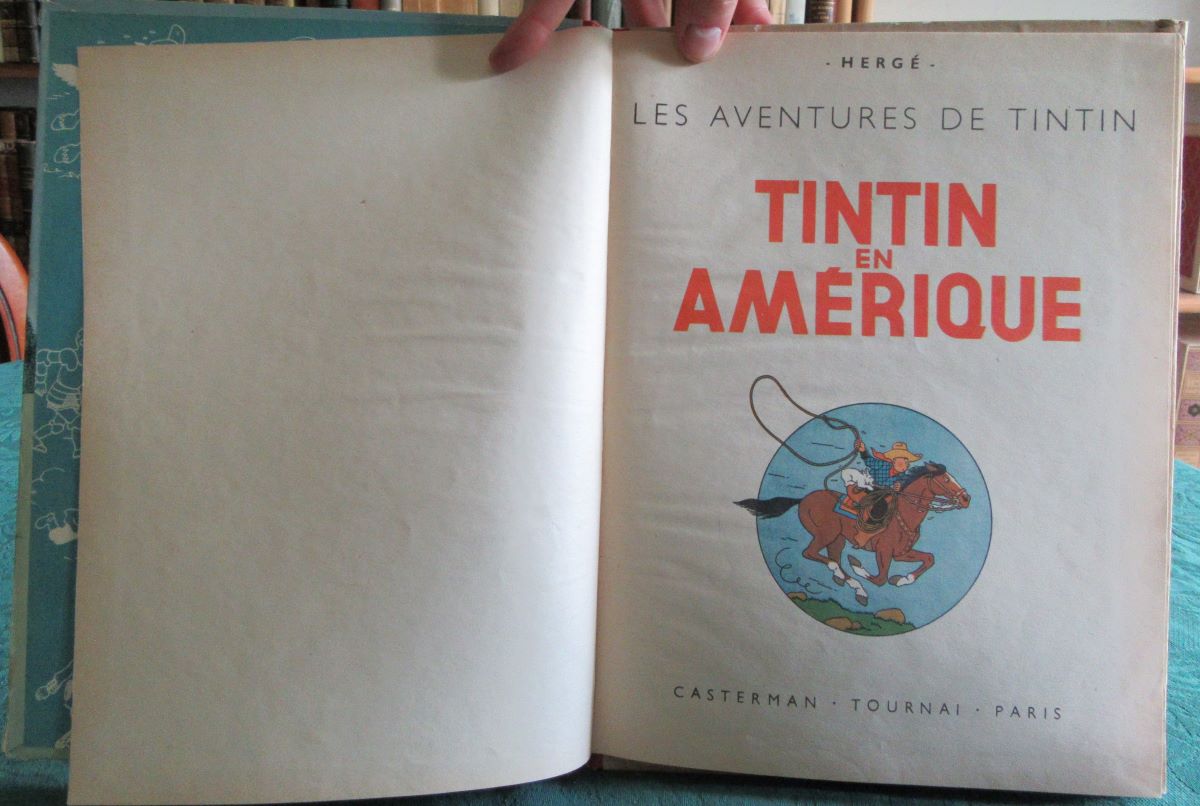 - HERGÉ -
LES AVENTURES DE TINTIN
TINTIN
EN
AMÉRIQUE
CASTERMAN · TOURNAI · PARIS